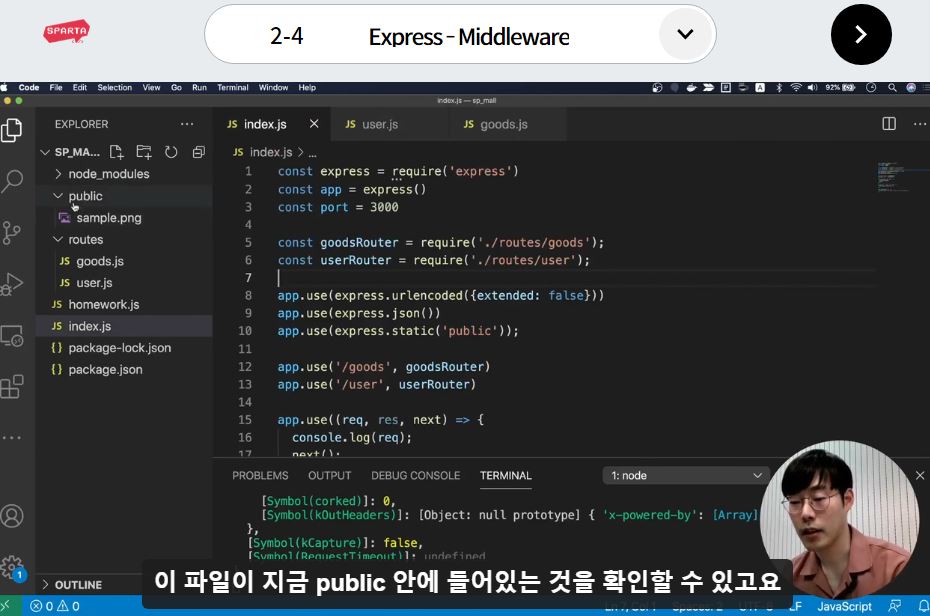 SPARTA
2-4 Express - Middleware
Code File Edit Selection View Go Run Terminal Window Help
92%
index.js — sp_mall
EXPLORER
SP_MA...
node_modules
public
sample.png
routes
JS goods.js
JS user.js
JS homework.js
JS index.js
{} package-lock.json
{} package.json
OUTLINE
JS index.js
JS user.js
JS goods.js
JS index.js > ...
1 const express = require('express')
2 const app = express()
3 const port = 3000
4
5 const goodsRouter = require('./routes/goods');
6 const userRouter = require('./routes/user');
7
8 app.use(express.urlencoded({extended: false}))
9 app.use(express.json())
10 app.use(express.static('public'));
11
12 app.use('/goods', goodsRouter)
13 app.use('/user', userRouter)
14
15 app.use((req, res, next) => {
16 console.log(req);
17 next();
PROBLEMS OUTPUT DEBUG CONSOLE TERMINAL 1: node
[Symbol(corked)]: 0,
[Symbol(kOutHeaders)]: [Object: null prototype] { 'x-powered-by': [Array]
},
[Symbol(kCapture)]: false,
[Symbol(RequestTimeout)]: undefined
이 파일이 지금 public 안에 들어있는 것을 확인할 수 있고요
1
0 0
LF JavaScript